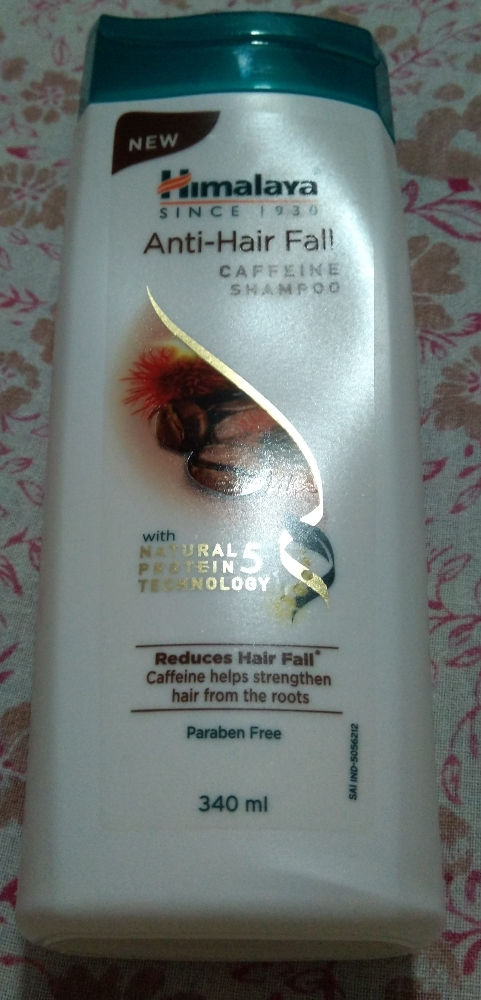 NEW
Himalaya
SINCE 1930
Anti-Hair Fall
CAFFEINE
SHAMPOO
with
NATURAL
PROTEIN 5
TECHNOLOGY
Reduces Hair Fall*
Caffeine helps strengthen
hair from the roots
Paraben Free
340 ml
SAI IND-5056212